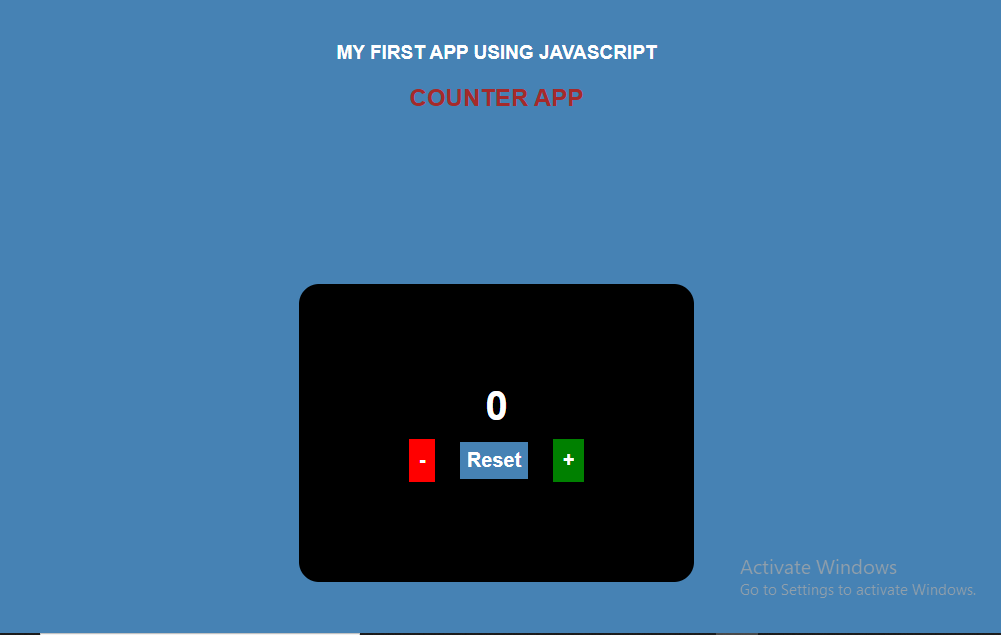 MY FIRST APP USING JAVASCRIPT
COUNTER APP
0
- Reset +
Activate Windows
Go to Settings to activate Windows.